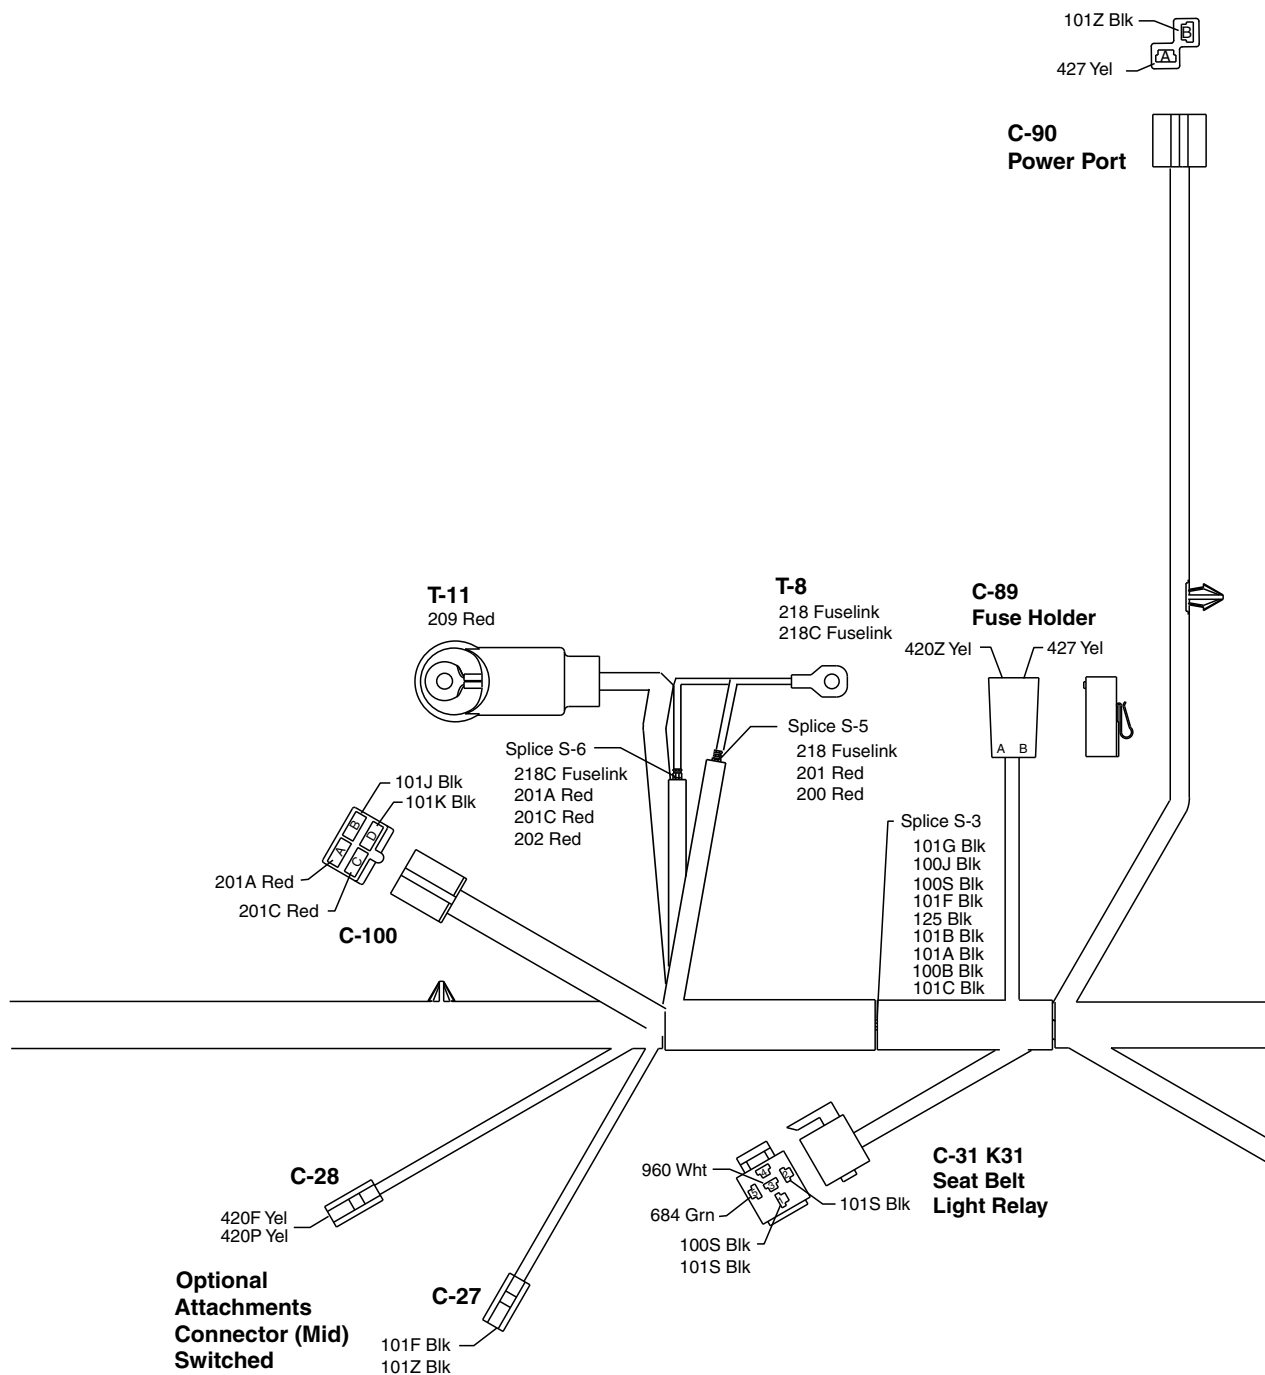 101Z Blk
B
A
427 Yel
C-90
Power Port
T-11
209 Red
T-8
218 Fuselink
218C Fuselink
C-89
Fuse Holder
420Z Yel
427 Yel
A B
Splice S-5
218 Fuselink
201 Red
200 Red
Splice S-6
218C Fuselink
201A Red
201C Red
202 Red
101J Blk
101K Blk
B
D
A
C
201A Red
201C Red
C-100
Splice S-3
101G Blk
100J Blk
100S Blk
101F Blk
125 Blk
101B Blk
101A Blk
100B Blk
101C Blk
C-28
420F Yel
420P Yel
Optional
Attachments
Connector (Mid)
Switched
C-27
101F Blk
101Z Blk
960 Wht
684 Grn
100S Blk
101S Blk
101S Blk
C-31 K31
Seat Belt
Light Relay